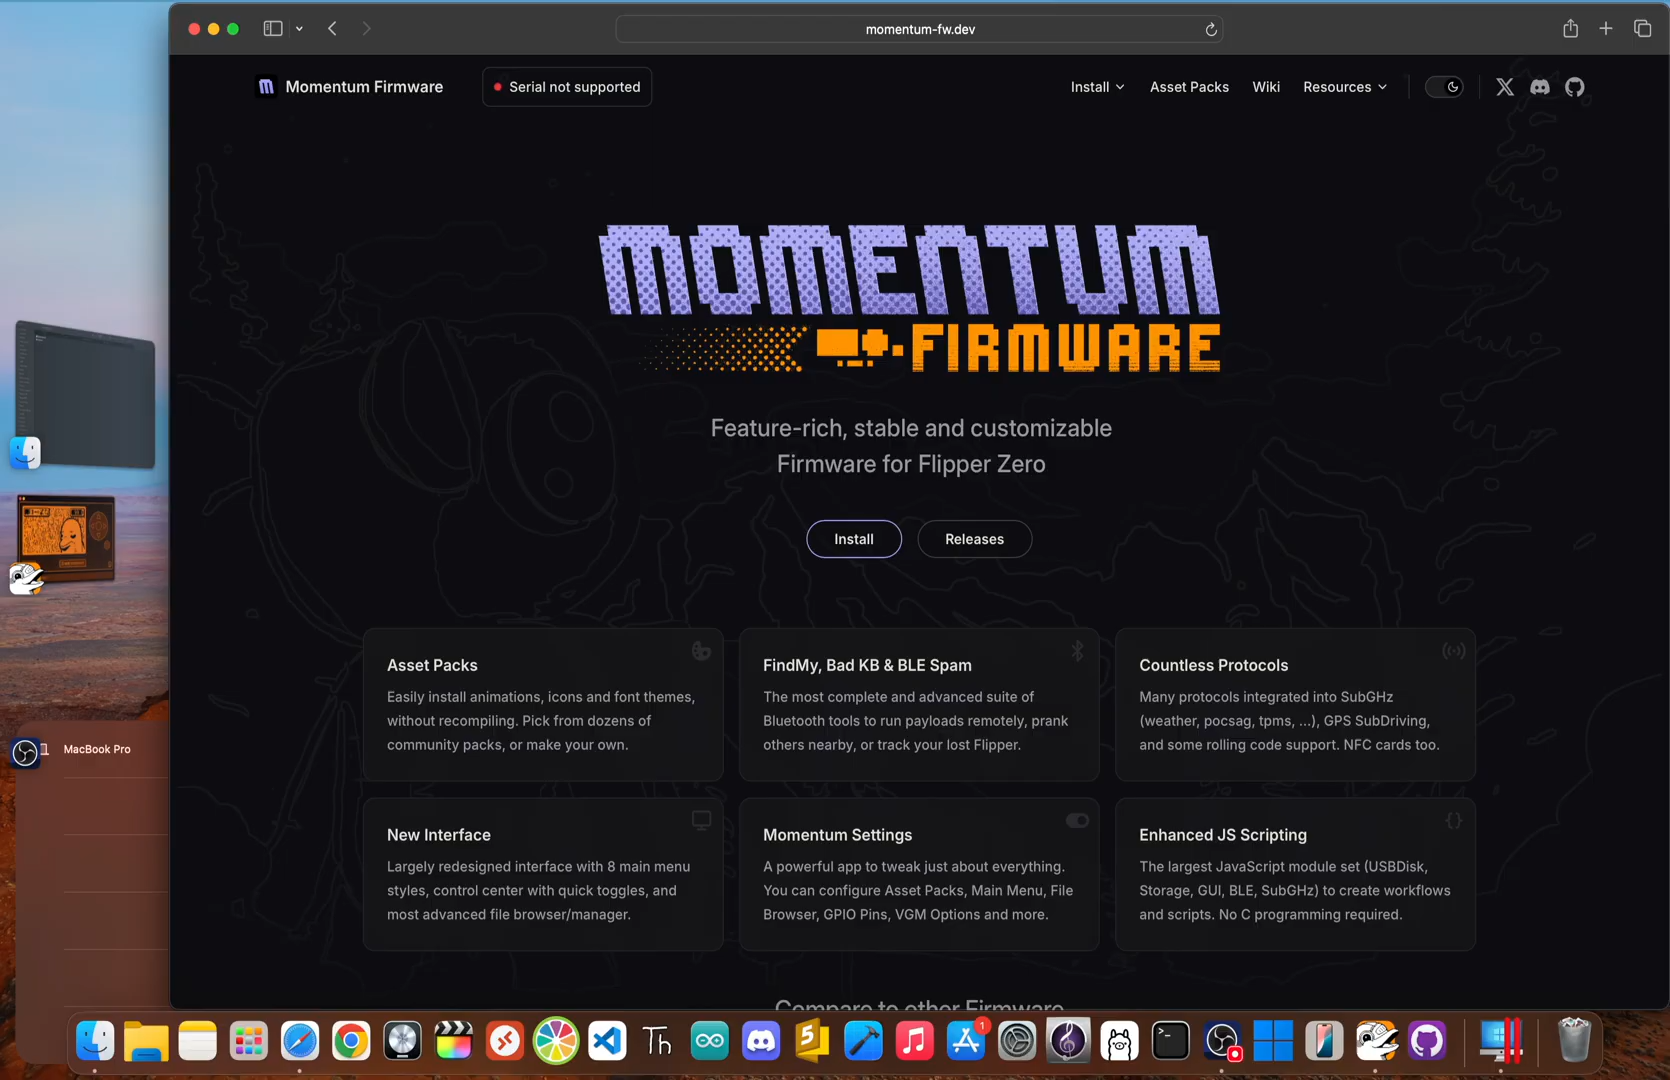 momentum-fw.dev
Momentum Firmware
Serial not supported
Install
Asset Packs
Wiki
Resources
MOMENTUM
FIRMWARE
Feature-rich, stable and customizable
Firmware for Flipper Zero
Install
Releases
Asset Packs
Easily install animations, icons and font themes,
without recompiling. Pick from dozens of
community packs, or make your own.
FindMy, Bad KB & BLE Spam
The most complete and advanced suite of
Bluetooth tools to run payloads remotely, prank
others nearby, or track your lost Flipper.
Countless Protocols
Many protocols integrated into SubGHz
(weather, pocsag, tpms, ...), GPS SubDriving,
and some rolling code support. NFC cards too.
MacBook Pro
New Interface
Largely redesigned interface with 8 main menu
styles, control center with quick toggles, and
most advanced file browser/manager.
Momentum Settings
A powerful app to tweak just about everything.
You can configure Asset Packs, Main Menu, File
Browser, GPIO Pins, VGM Options and more.
Enhanced JS Scripting
The largest JavaScript module set (USBDisk,
Storage, GUI, BLE, SubGHz) to create workflows
and scripts. No C programming required.
Compare to other Firmware
Th
5
1